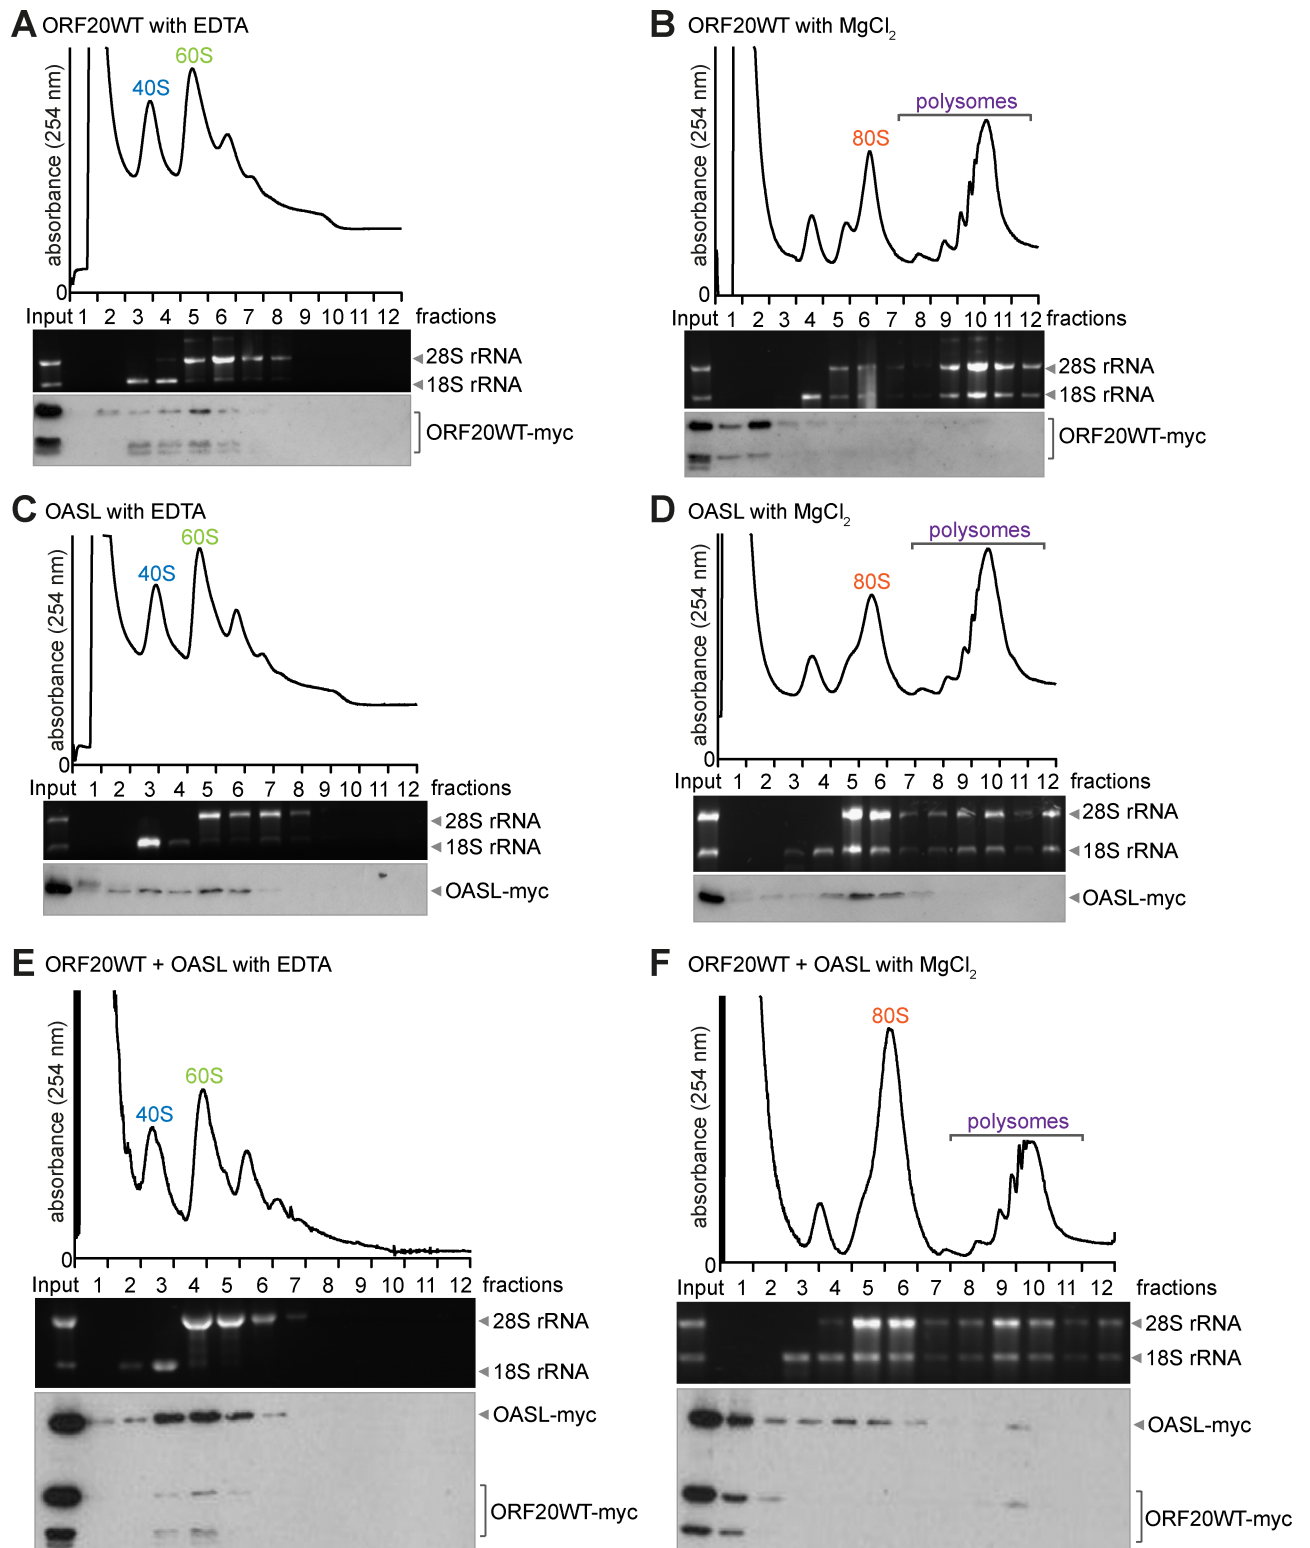 A ORF20WT with EDTA
absorbance (254 nm)
40S
60S
0
Input 1 2 3 4 5 6 7 8 9 10 11 12 fractions
28S rRNA
18S rRNA
ORF20WT-myc
B ORF20WT with MgCl2
absorbance (254 nm)
80S
polysomes
0
Input 1 2 3 4 5 6 7 8 9 10 11 12 fractions
28S rRNA
18S rRNA
ORF20WT-myc
C OASL with EDTA
absorbance (254 nm)
40S
60S
0
Input 1 2 3 4 5 6 7 8 9 10 11 12 fractions
28S rRNA
18S rRNA
OASL-myc
D OASL with MgCl2
absorbance (254 nm)
80S
polysomes
0
Input 1 2 3 4 5 6 7 8 9 10 11 12 fractions
28S rRNA
18S rRNA
OASL-myc
E ORF20WT + OASL with EDTA
absorbance (254 nm)
40S
60S
0
Input 1 2 3 4 5 6 7 8 9 10 11 12 fractions
28S rRNA
18S rRNA
OASL-myc
ORF20WT-myc
F ORF20WT + OASL with MgCl2
absorbance (254 nm)
80S
polysomes
0
Input 1 2 3 4 5 6 7 8 9 10 11 12 fractions
28S rRNA
18S rRNA
OASL-myc
ORF20WT-myc